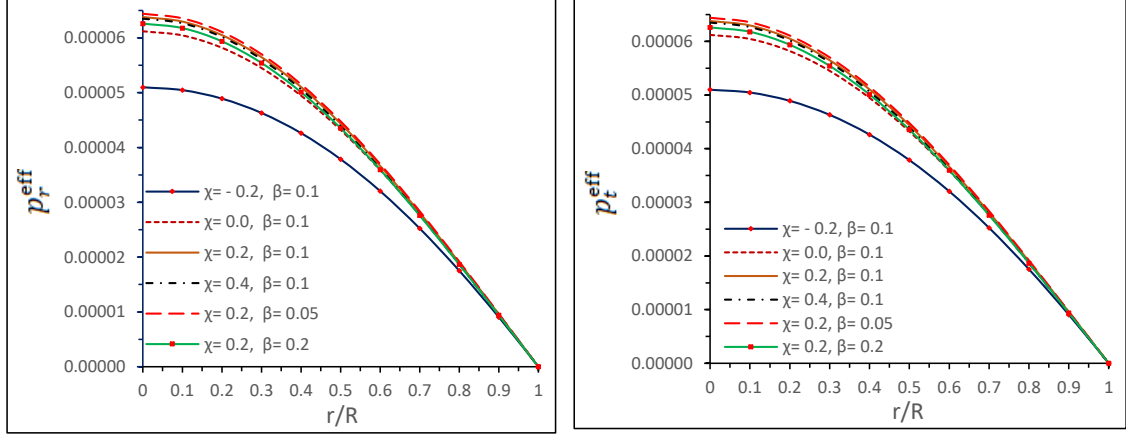 0.00006
0.00005
0.00004
0.00003
0.00002
0.00001
0.00000
p_r^eff
χ= - 0.2, β= 0.1
χ= 0.0, β= 0.1
χ= 0.2, β= 0.1
χ= 0.4, β= 0.1
χ= 0.2, β= 0.05
χ= 0.2, β= 0.2
0 0.1 0.2 0.3 0.4 0.5 0.6 0.7 0.8 0.9 1
r/R
0.00006
0.00005
0.00004
0.00003
0.00002
0.00001
0.00000
p_t^eff
χ= - 0.2, β= 0.1
χ= 0.0, β= 0.1
χ= 0.2, β= 0.1
χ= 0.4, β= 0.1
χ= 0.2, β= 0.05
χ= 0.2, β= 0.2
0 0.1 0.2 0.3 0.4 0.5 0.6 0.7 0.8 0.9 1
r/R